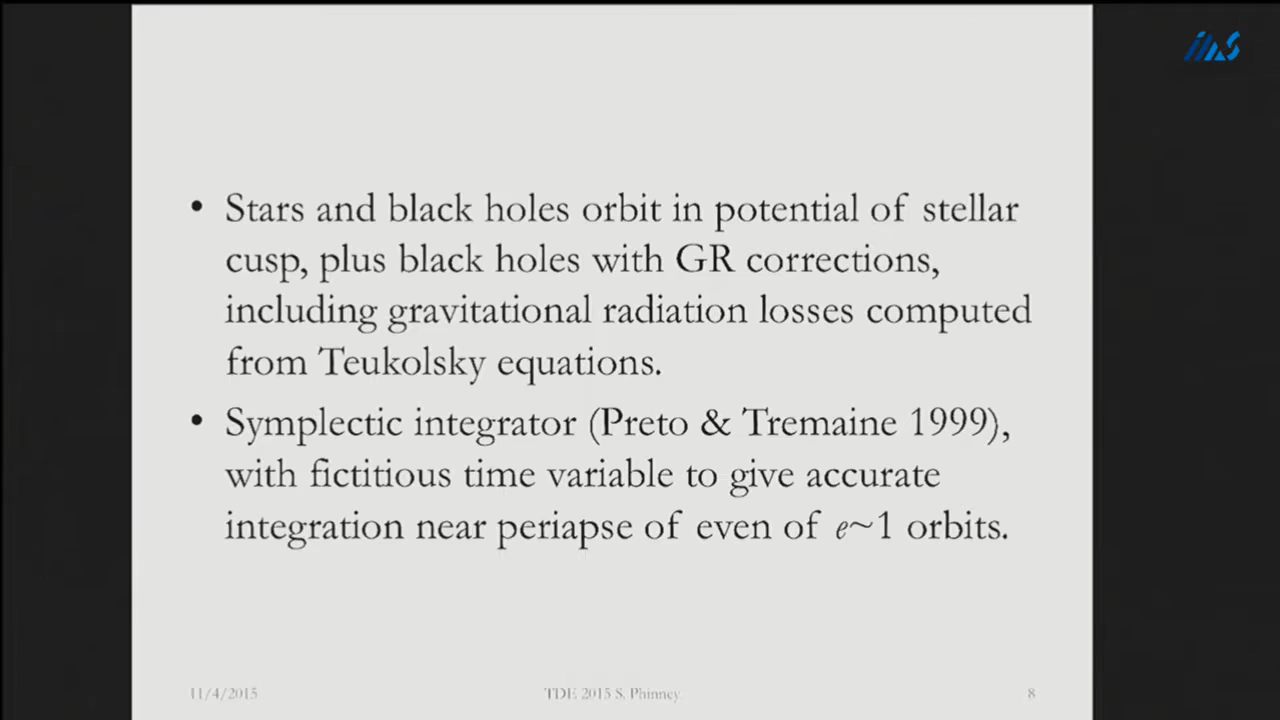 • Stars and black holes orbit in potential of stellar
cusp, plus black holes with GR corrections,
including gravitational radiation losses computed
from Teukolsky equations.
• Symplectic integrator (Preto & Tremaine 1999),
with fictitious time variable to give accurate
integration near periapse of even of e~1 orbits.
11/4/2015
TDE 2015 S. Phinney
8